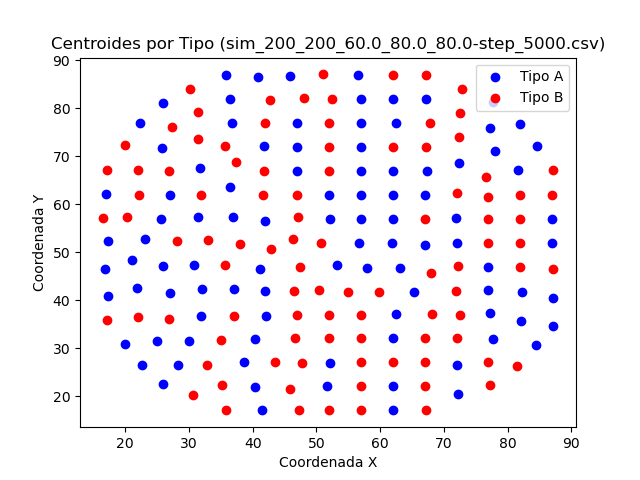 Centroides por Tipo (sim_200_200_60.0_80.0_80.0-step_5000.csv)
Tipo A
Tipo B
90
80
70
60
50
40
30
20
Coordenada Y
20 30 40 50 60 70 80 90
Coordenada X